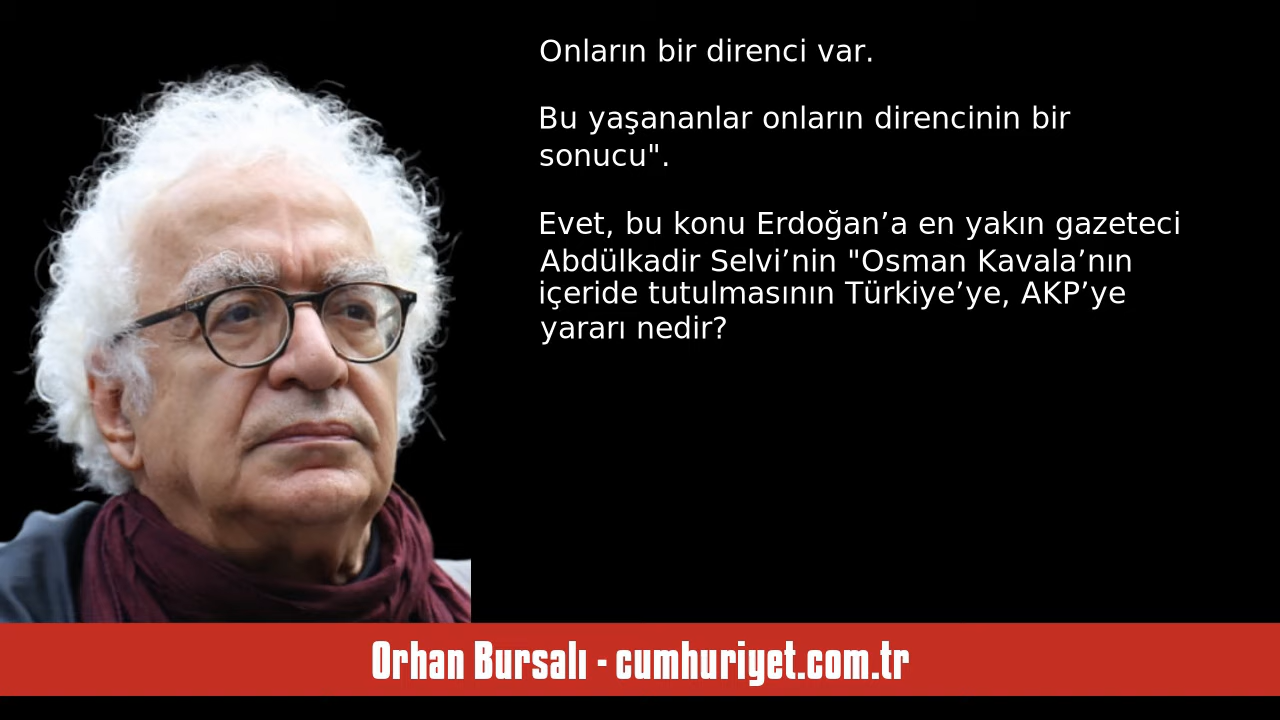 Onların bir direnci var.
Bu yaşananlar onların direncinin bir
sonucu".
Evet, bu konu Erdoğan’a en yakın gazeteci
Abdülkadir Selvi’nin "Osman Kavala’nın
içeride tutulmasının Türkiye’ye, AKP’ye
yararı nedir?
Orhan Bursalı - cumhuriyet.com.tr